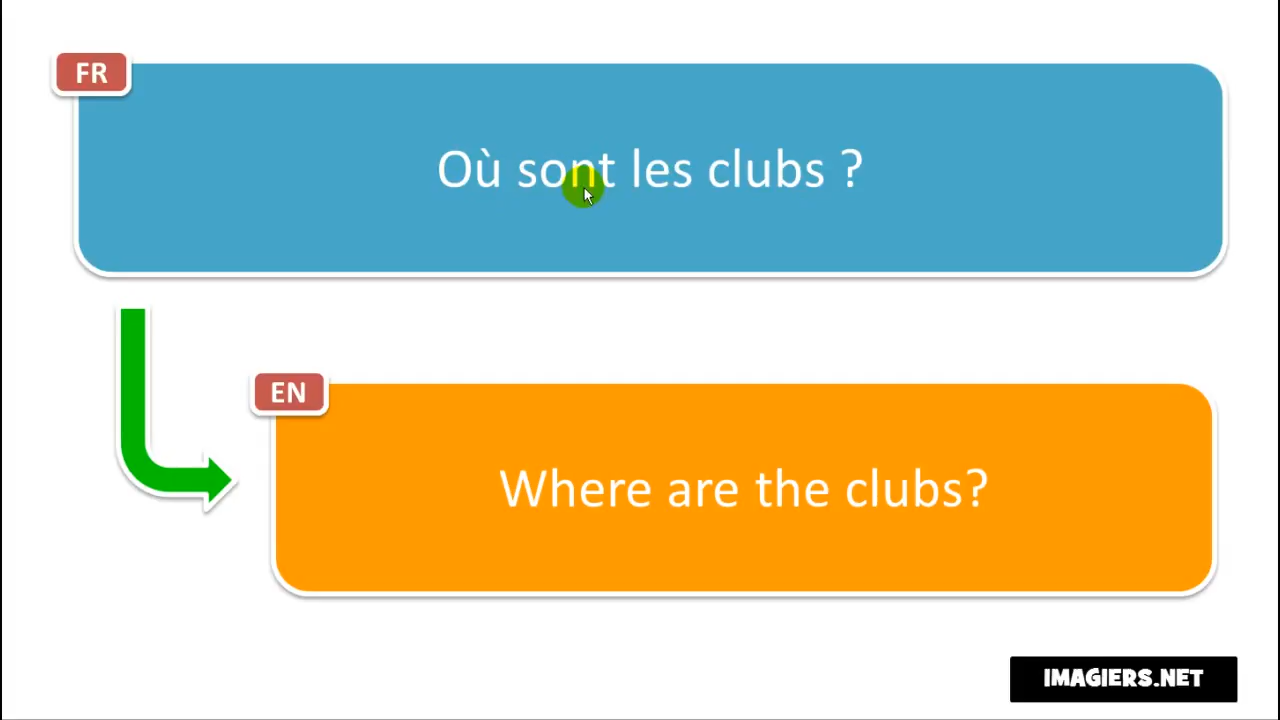 FR
Où sont les clubs ?
EN
Where are the clubs?
IMAGIERS.NET